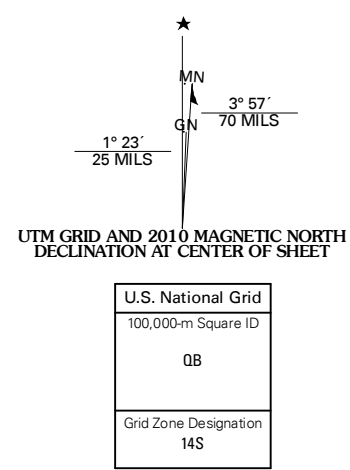 ★
MN
3° 57´
70 MILS
GN
1° 23´
25 MILS
UTM GRID AND 2010 MAGNETIC NORTH
DECLINATION AT CENTER OF SHEET
U.S. National Grid
100,000-m Square ID
QB
Grid Zone Designation
14S